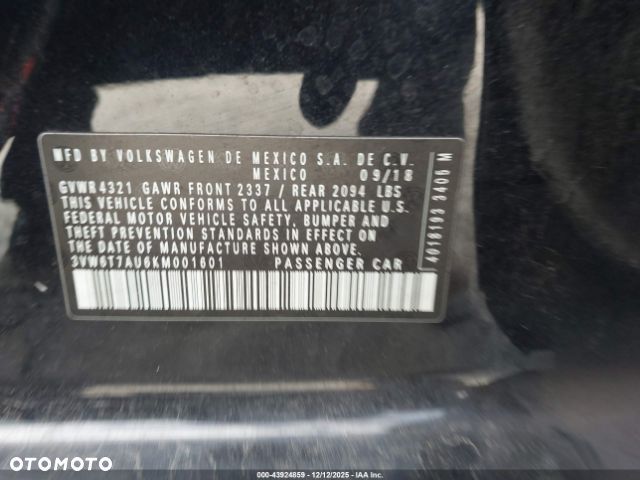 MFD BY VOLKSWAGEN DE MEXICO S.A. DE C.V.
MEXICO 09/18
GVWR 4321 GAWR FRONT 2337 / REAR 2094 LBS
THIS VEHICLE CONFORMS TO ALL APPLICABLE U.S.
FEDERAL MOTOR VEHICLE SAFETY, BUMPER AND
THEFT PREVENTION STANDARDS IN EFFECT ON
THE DATE OF MANUFACTURE SHOWN ABOVE.
3VW6T7AU6KM001601 PASSENGER CAR
4018193 3406 M
OTOMOTO
000-43924859 • 12/12/2025 • IAA Inc.